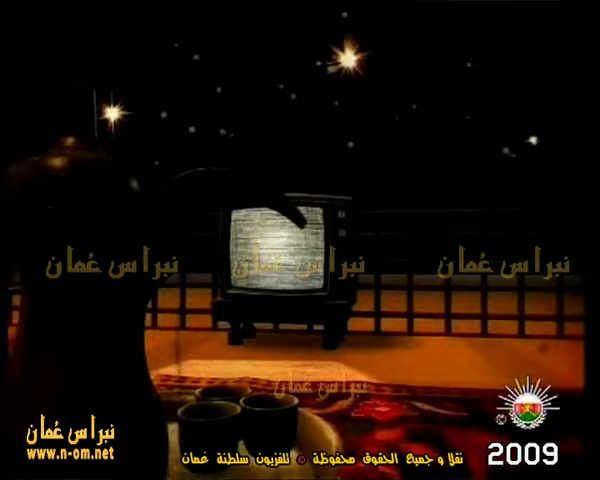 نبراس عُمان نبراس عُمان نبراس عُمان
نبراس عُمان
نبراس عُمان
www.n-om.net
نقلا و جميع الحقوق محفوظة © لتلفزيون سلطنة عمان
©
2009